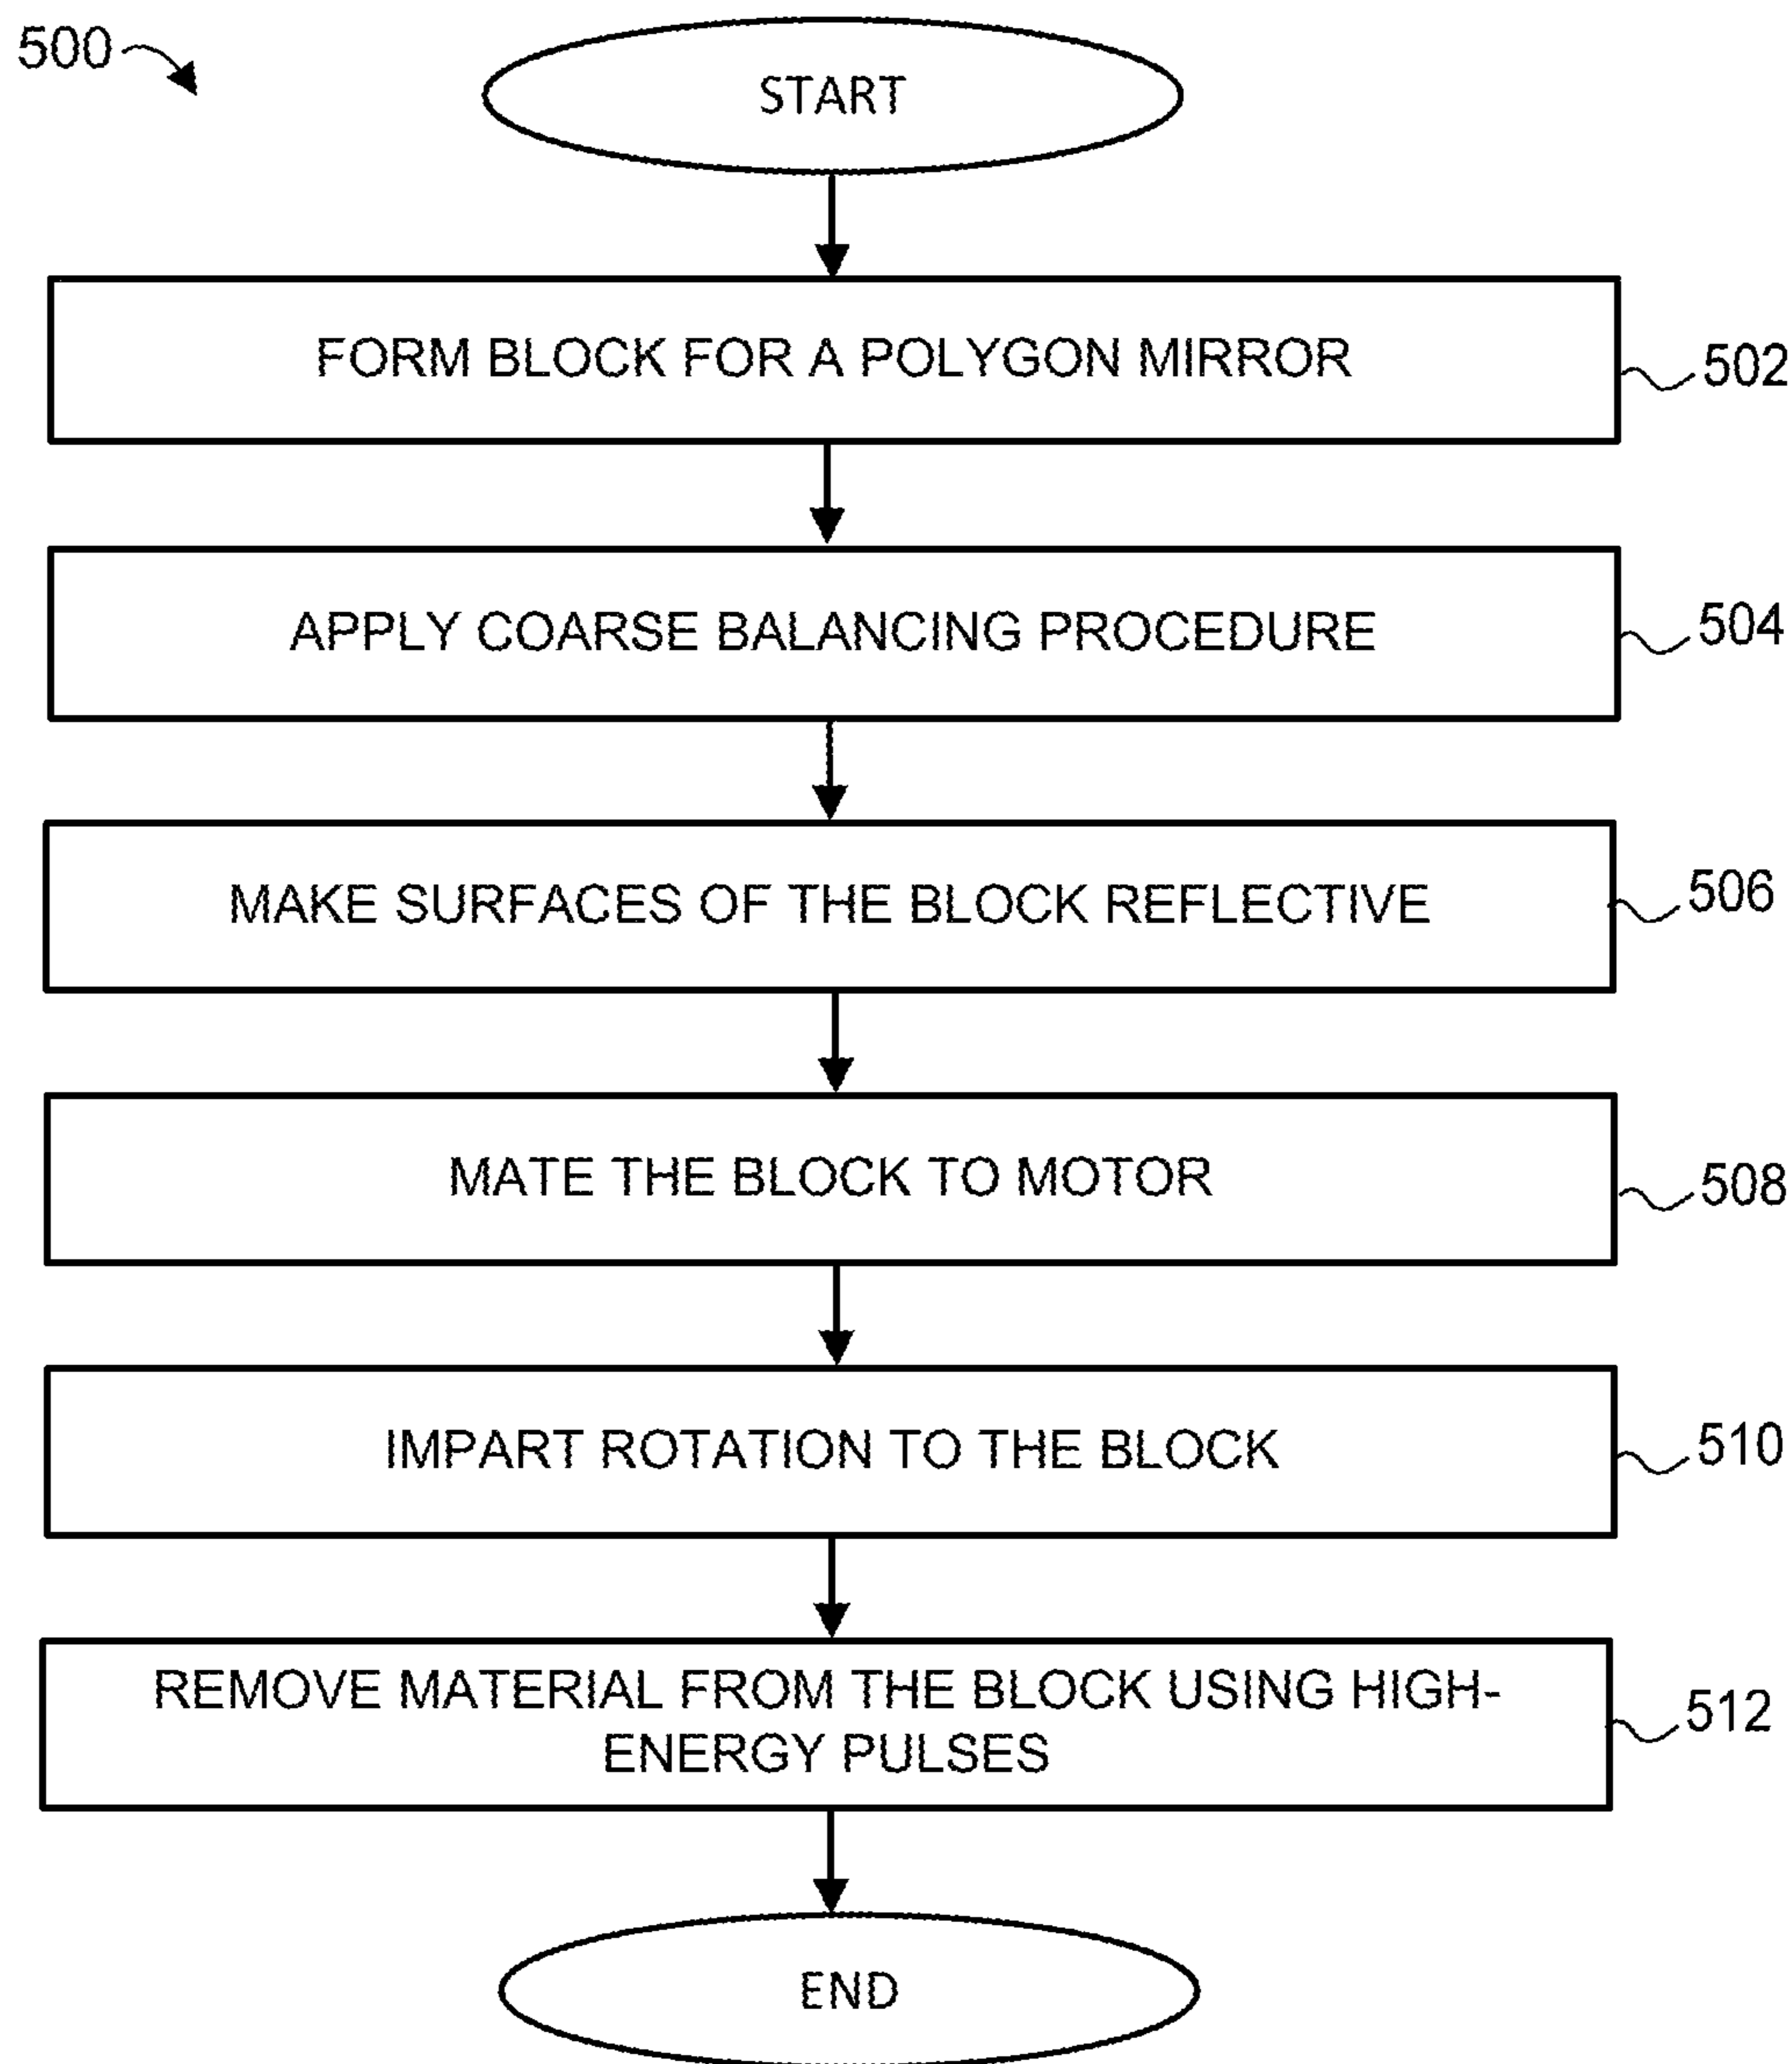 500
START
FORM BLOCK FOR A POLYGON MIRROR
502
APPLY COARSE BALANCING PROCEDURE
504
MAKE SURFACES OF THE BLOCK REFLECTIVE
506
MATE THE BLOCK TO MOTOR
508
IMPART ROTATION TO THE BLOCK
510
REMOVE MATERIAL FROM THE BLOCK USING HIGH-
ENERGY PULSES
512
END